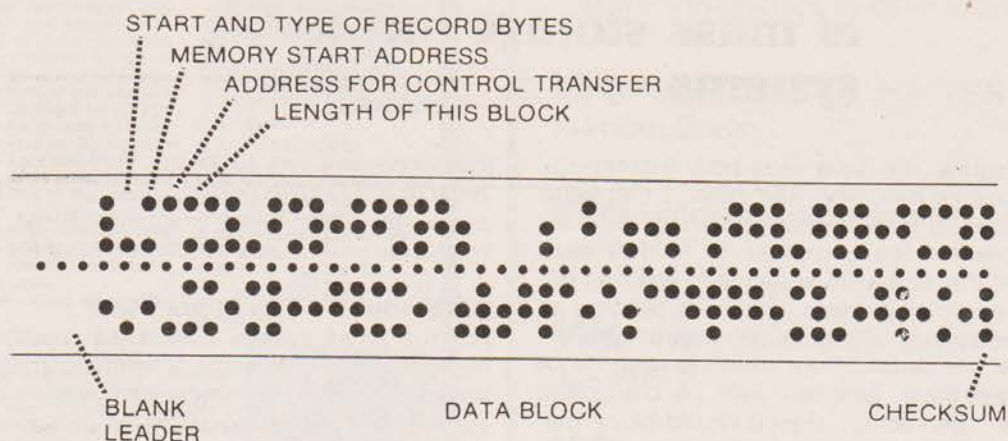 START AND TYPE OF RECORD BYTES
MEMORY START ADDRESS
ADDRESS FOR CONTROL TRANSFER
LENGTH OF THIS BLOCK
BLANK
LEADER
DATA BLOCK
CHECKSUM